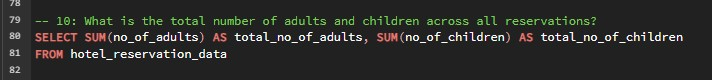 78
79 -- 10: What is the total number of adults and children across all reservations?
80 SELECT SUM(no_of_adults) AS total_no_of_adults, SUM(no_of_children) AS total_no_of_children
81 FROM hotel_reservation_data
82